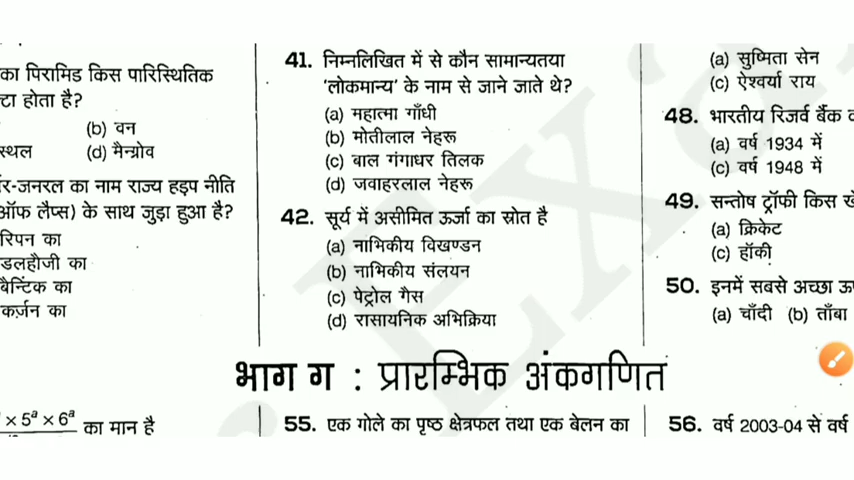 का पिरामिड किस पारिस्थितिक
टा होता है?
(b) वन
स्थल (d) मैन्ग्रोव
र-जनरल का नाम राज्य हड़प नीति
ऑफ लैप्स) के साथ जुड़ा हुआ है?
रिपन का
डलहौजी का
बैन्टिंक का
कर्ज़न का
41. निम्नलिखित में से कौन सामान्यतया
'लोकमान्य' के नाम से जाने जाते थे?
(a) महात्मा गाँधी
(b) मोतीलाल नेहरू
(c) बाल गंगाधर तिलक
(d) जवाहरलाल नेहरू
42. सूर्य में असीमित ऊर्जा का स्रोत है
(a) नाभिकीय विखण्डन
(b) नाभिकीय संलयन
(c) पेट्रोल गैस
(d) रासायनिक अभिक्रिया
(a) सुष्मिता सेन
(c) ऐश्वर्या राय
48. भारतीय रिजर्व बैंक
(a) वर्ष 1934 में
(c) वर्ष 1948 में
49. सन्तोष ट्रॉफी किस
(a) क्रिकेट
(c) हॉकी
50. इनमें सबसे अच्छा ऊ
(a) चाँदी (b) ताँबा
भाग ग : प्रारम्भिक अंकगणित
× 5ᵃ × 6ᵃ का मान है
55. एक गोले का पृष्ठ क्षेत्रफल तथा एक बेलन का
56. वर्ष 2003-04 से वर्ष